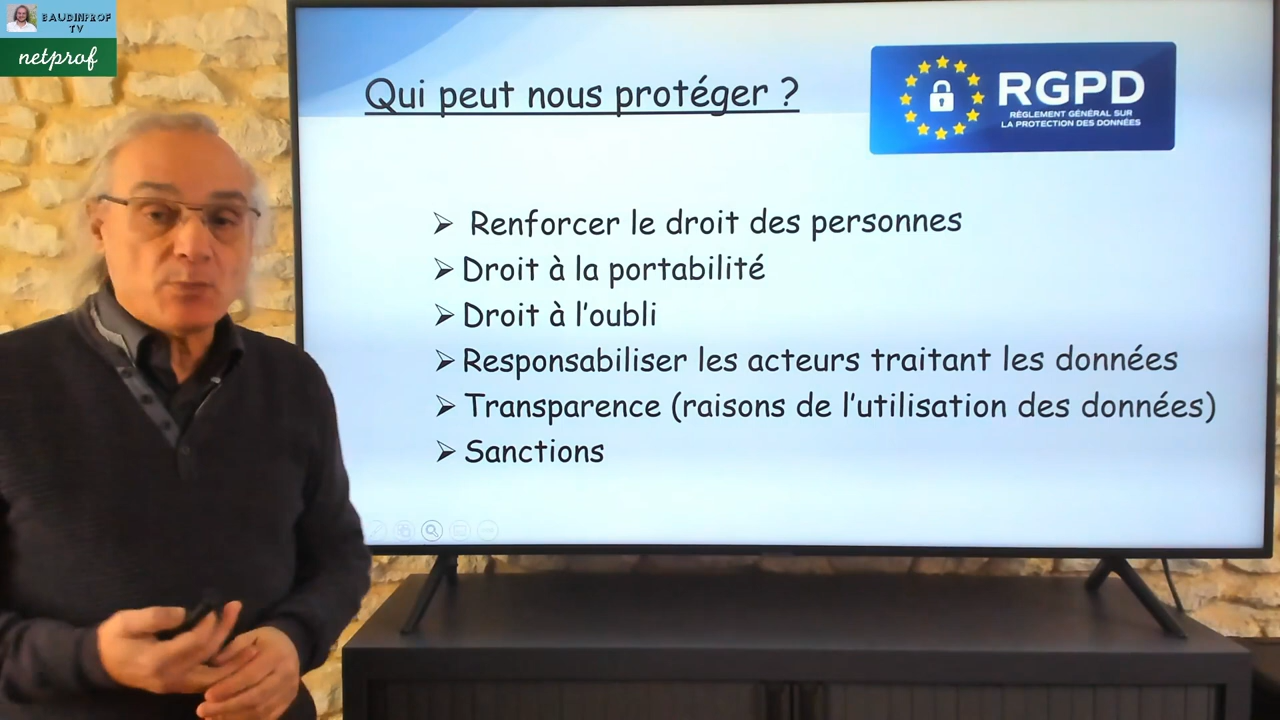 BAUDINPROF
TV
netprof
Qui peut nous protéger ?
RGPD
RÈGLEMENT GÉNÉRAL SUR
LA PROTECTION DES DONNÉES
➢ Renforcer le droit des personnes
➢ Droit à la portabilité
➢ Droit à l'oubli
➢ Responsabiliser les acteurs traitant les données
➢ Transparence (raisons de l'utilisation des données)
➢ Sanctions